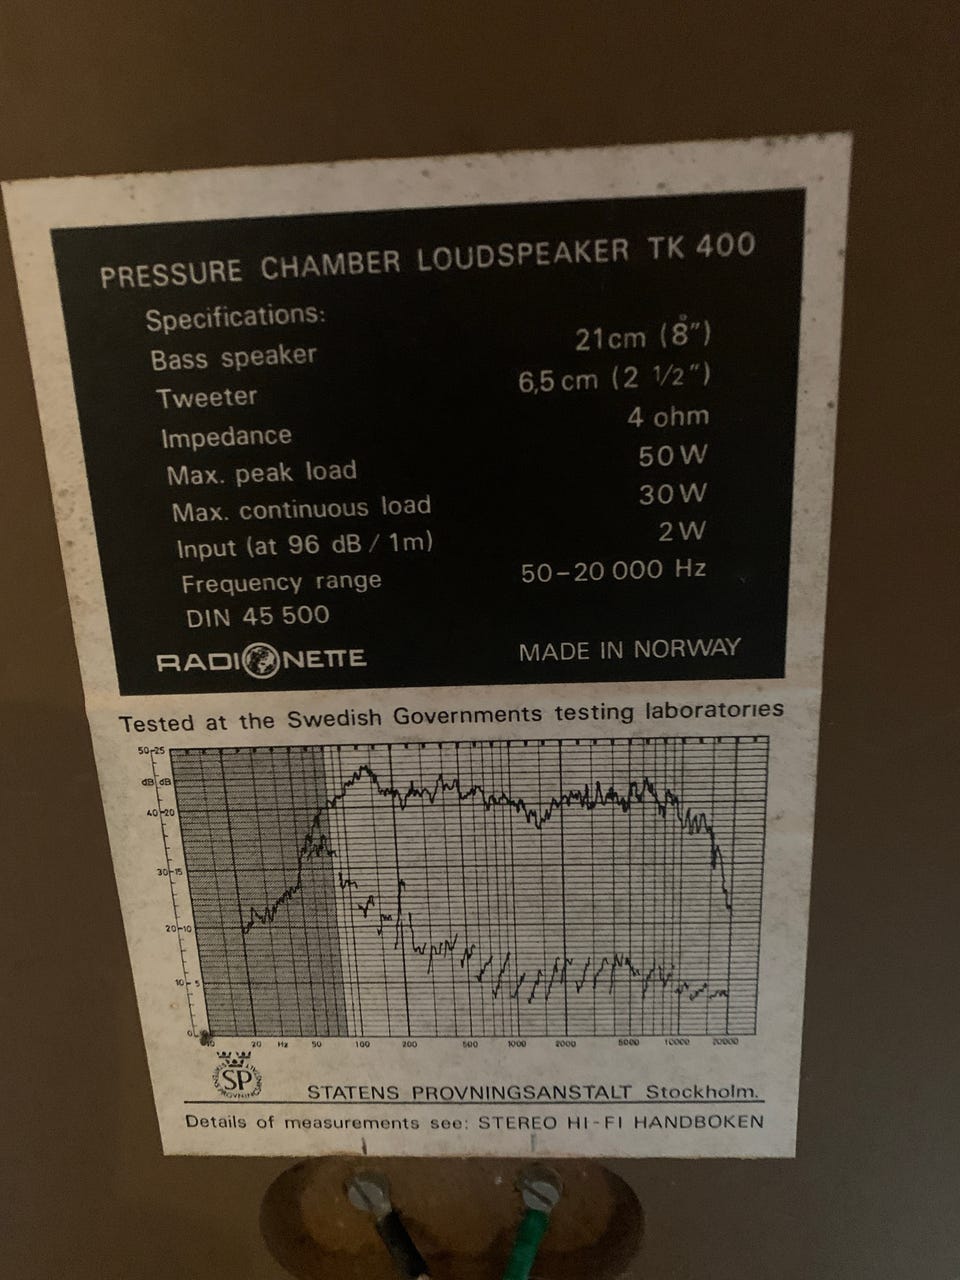 PRESSURE CHAMBER LOUDSPEAKER TK 400
Specifications:
Bass speaker 21cm (8")
Tweeter 6,5 cm (2 1/2")
Impedance 4 ohm
Max. peak load 50 W
Max. continuous load 30 W
Input (at 96 dB / 1m) 2 W
Frequency range 50-20 000 Hz
DIN 45 500
RADIONETTE MADE IN NORWAY
Tested at the Swedish Governments testing laboratories
50-25
dB dB
40-20
30-15
20-10
10-5
0
10 20 Hz 50 100 200 500 1000 2000 5000 10000 20000
SP
STATENS PROVNINGSANSTALT Stockholm.
Details of measurements see: STEREO HI-FI HANDBOKEN